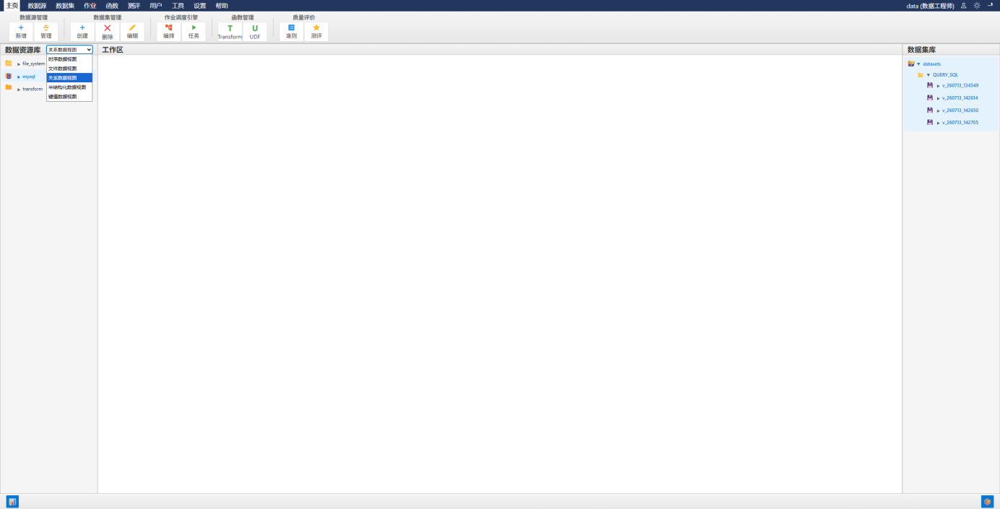 主页 数据源 数据集 作业 函数 测评 用户 工具 设置 帮助 data (数据工程师)
数据源管理 数据集管理 作业调度引擎 函数管理 质量评价
新增 管理 创建 删除 编辑 编排 任务 Transform UDF 准则 测评
数据资源库 关系数据视图 工作区 数据集库
时序数据视图
文件数据视图
关系数据视图
半结构化数据视图
键值数据视图
file_system
mysql
transform
datasets
QUERY_SQL
v_260713_134549
v_260713_142614
v_260713_142650
v_260713_142705